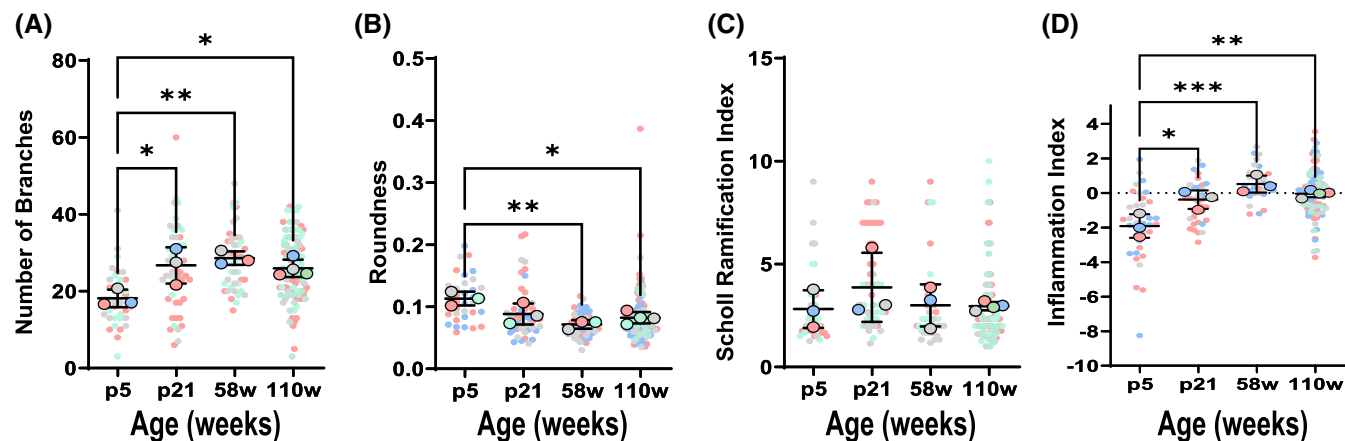 (A)
Number of Branches
80
60
40
20
0
*
**
*
p5 p21 58w 110w
Age (weeks)
(B)
Roundness
0.5
0.4
0.3
0.2
0.1
0.0
*
**
p5 p21 58w 110w
Age (weeks)
(C)
Scholl Ramification Index
15
10
5
0
p5 p21 58w 110w
Age (weeks)
(D)
Inflammation Index
4
2
0
-2
-4
-6
-8
-10
**
***
*
p5 p21 58w 110w
Age (weeks)